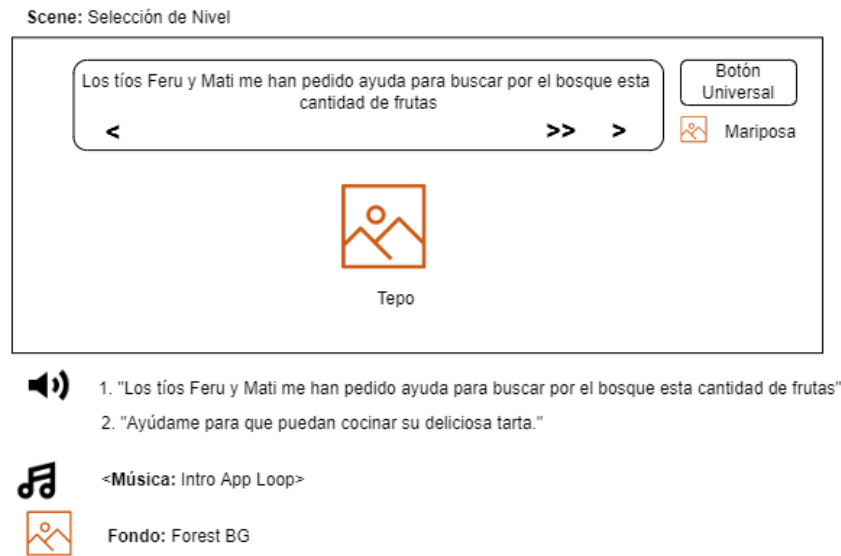 Scene: Selección de Nivel
Los tíos Feru y Mati me han pedido ayuda para buscar por el bosque esta
cantidad de frutas
< >> >
Botón
Universal
Mariposa
Tepo
1. "Los tíos Feru y Mati me han pedido ayuda para buscar por el bosque esta cantidad de frutas"
2. "Ayúdame para que puedan cocinar su deliciosa tarta."
<Música: Intro App Loop>
Fondo: Forest BG